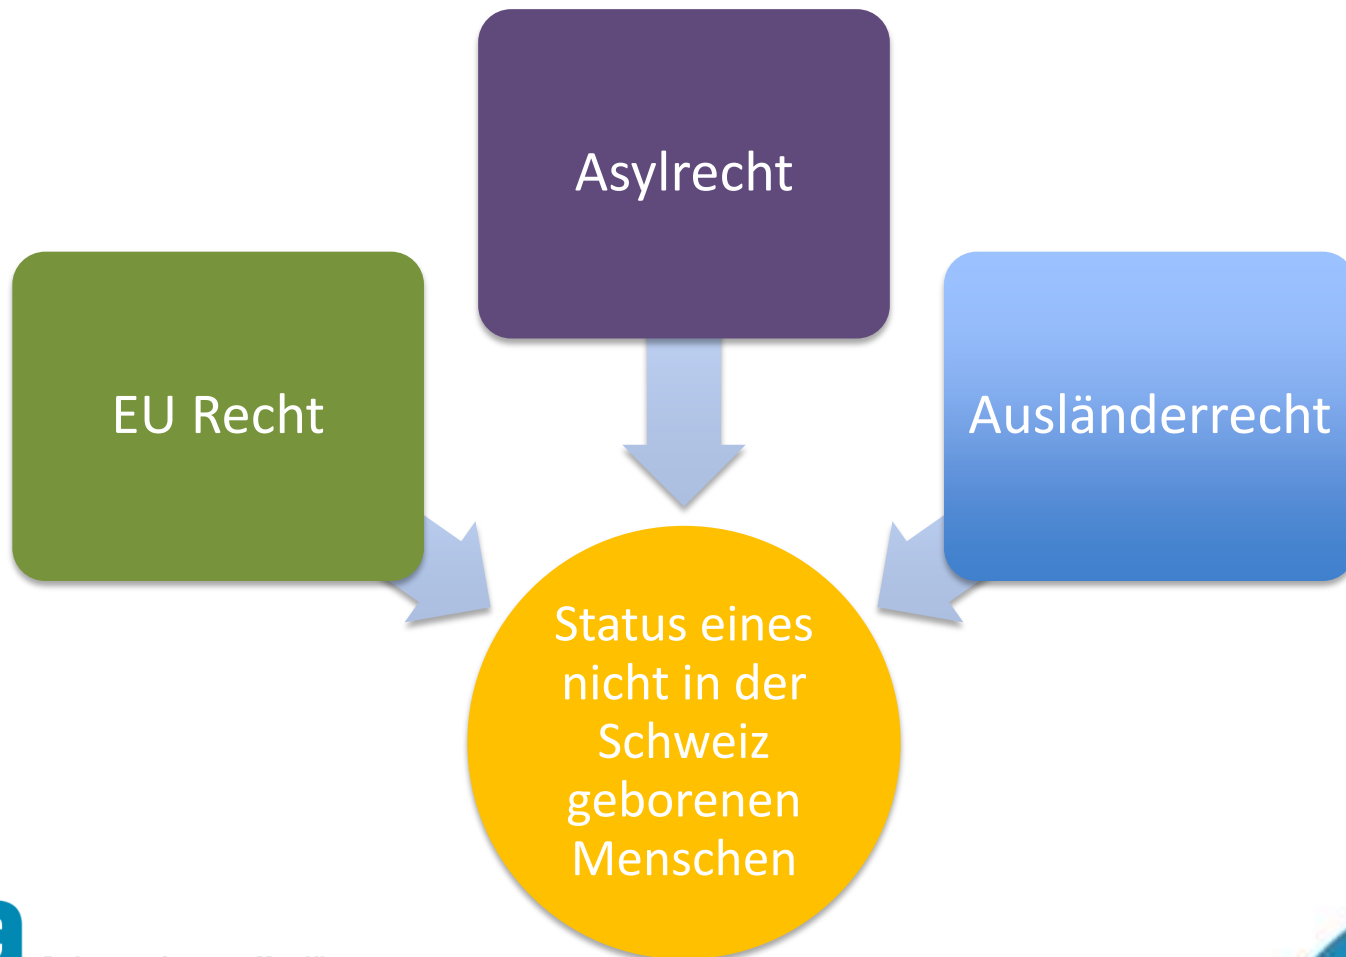 Asylrecht
EU Recht
Ausländerrecht
Status eines
nicht in der
Schweiz
geborenen
Menschen